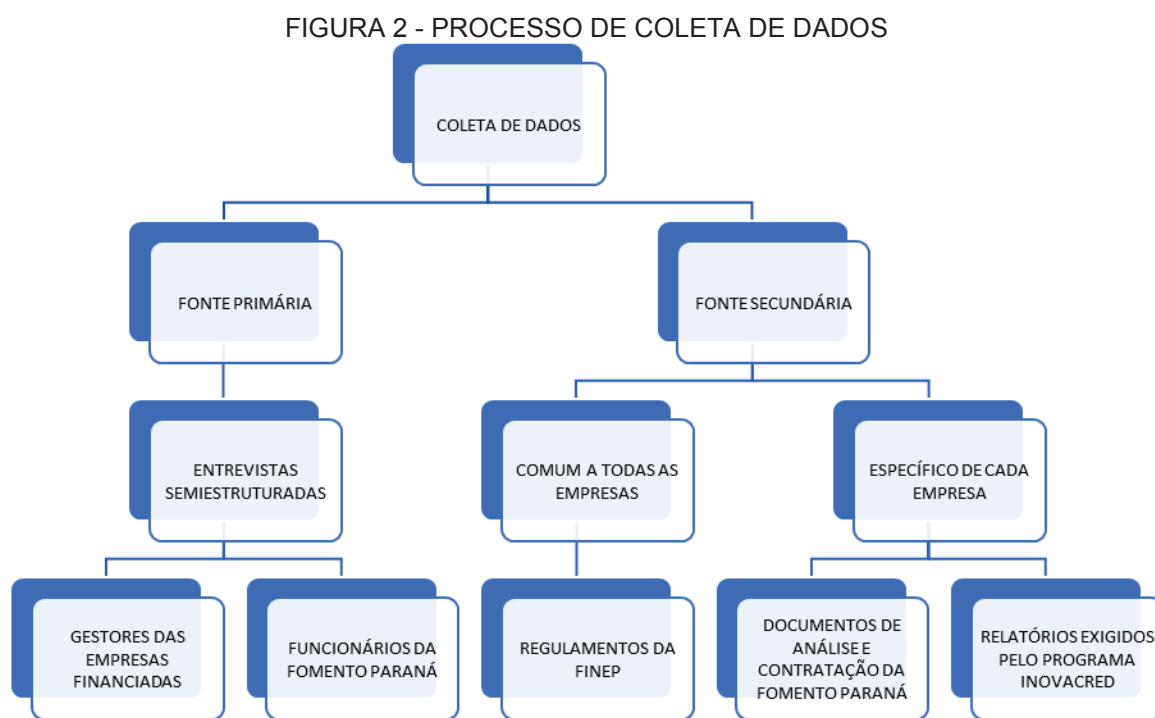 FIGURA 2 - PROCESSO DE COLETA DE DADOS
COLETA DE DADOS
FONTE PRIMÁRIA
FONTE SECUNDÁRIA
ENTREVISTAS
SEMIESTRUTURADAS
COMUM A TODAS AS
EMPRESAS
ESPECÍFICO DE CADA
EMPRESA
GESTORES DAS
EMPRESAS
FINANCIADAS
FUNCIONÁRIOS DA
FOMENTO PARANÁ
REGULAMENTOS DA
FINEP
DOCUMENTOS DE
ANÁLISE E
CONTRATAÇÃO DA
FOMENTO PARANÁ
RELATÓRIOS EXIGIDOS
PELO PROGRAMA
INOVACRED